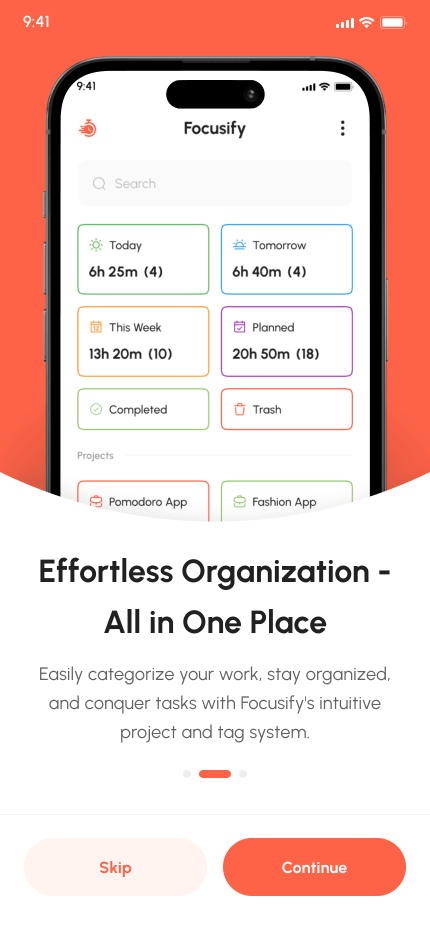 9:41
9:41
Focusify
Search
Today
Tomorrow
6h 25m (4)
6h 40m (4)
This Week
Planned
13h 20m (10)
20h 50m (18)
Completed
Trash
Projects
Pomodoro App
Fashion App
Effortless Organization -
All in One Place
Easily categorize your work, stay organized,
and conquer tasks with Focusify's intuitive
project and tag system.
Skip
Continue